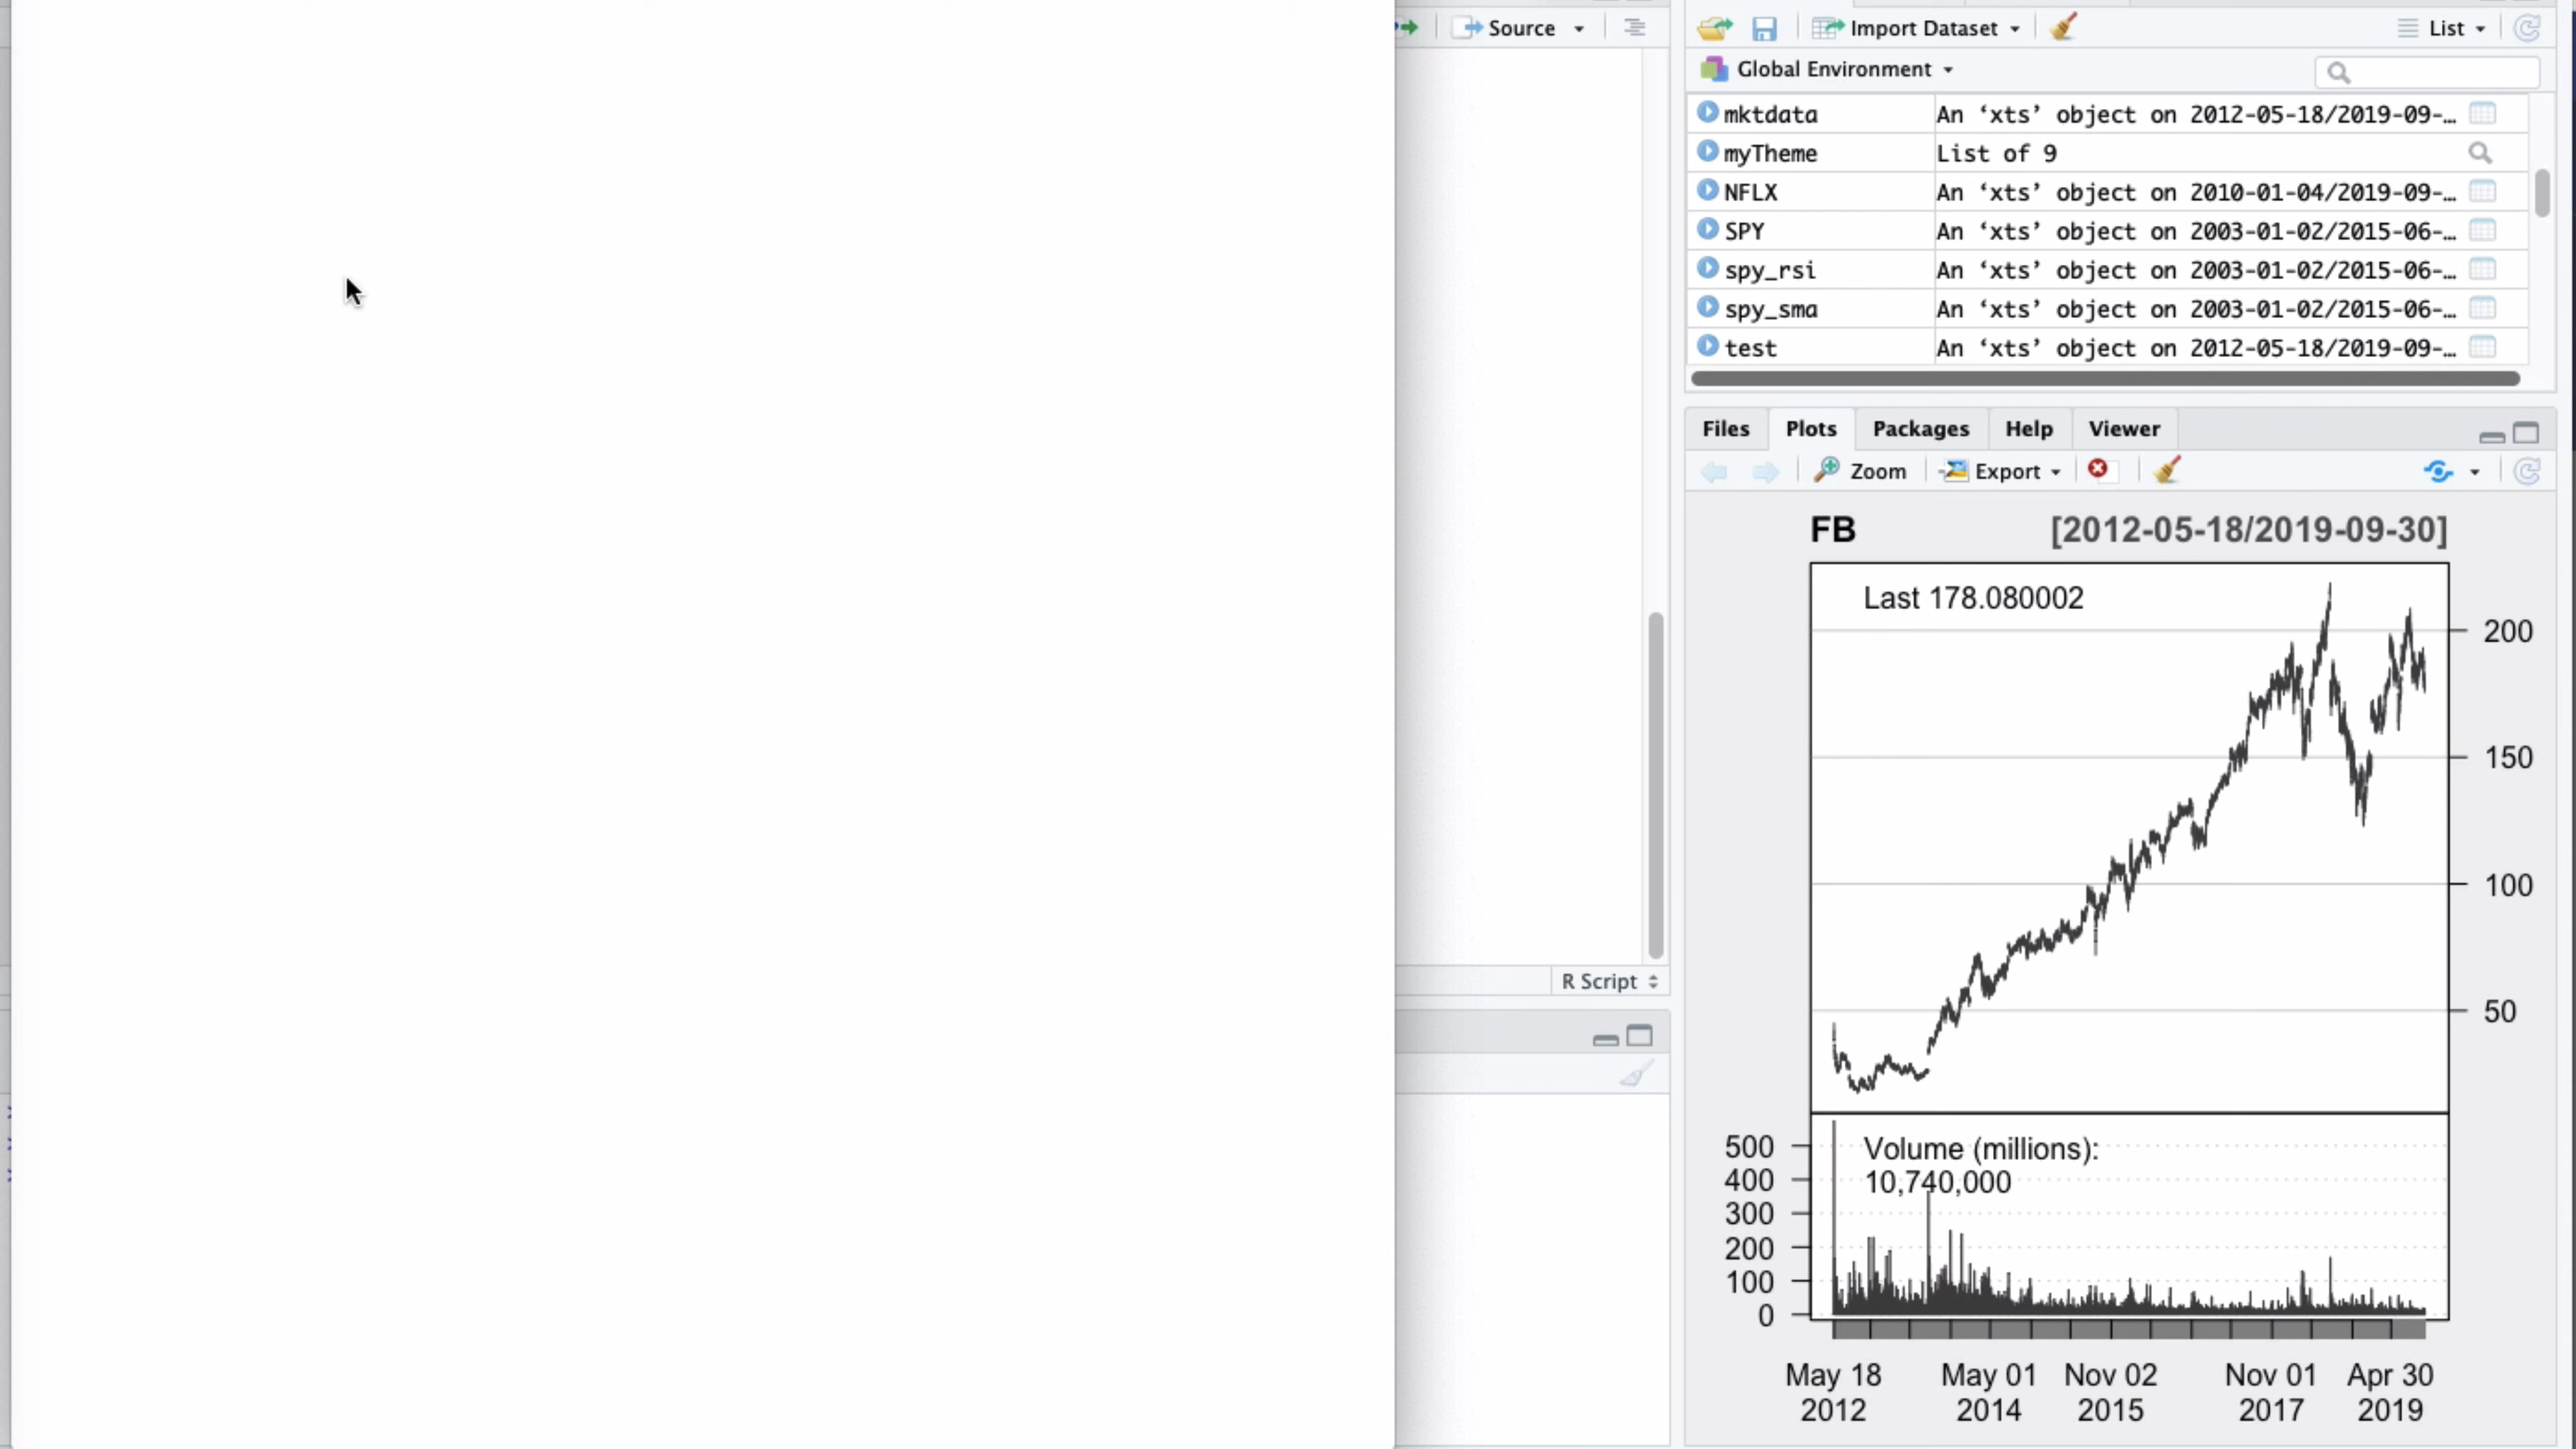 Source
Import Dataset
List
Global Environment
mktdata An ‘xts’ object on 2012-05-18/2019-09-…
myTheme List of 9
NFLX An ‘xts’ object on 2010-01-04/2019-09-…
SPY An ‘xts’ object on 2003-01-02/2015-06-…
spy_rsi An ‘xts’ object on 2003-01-02/2015-06-…
spy_sma An ‘xts’ object on 2003-01-02/2015-06-…
test An ‘xts’ object on 2012-05-18/2019-09-…
R Script
Files Plots Packages Help Viewer
Zoom Export
FB [2012-05-18/2019-09-30]
Last 178.080002
200
150
100
50
Volume (millions):
10,740,000
500
400
300
200
100
0
May 18 May 01 Nov 02 Nov 01 Apr 30
2012 2014 2015 2017 2019